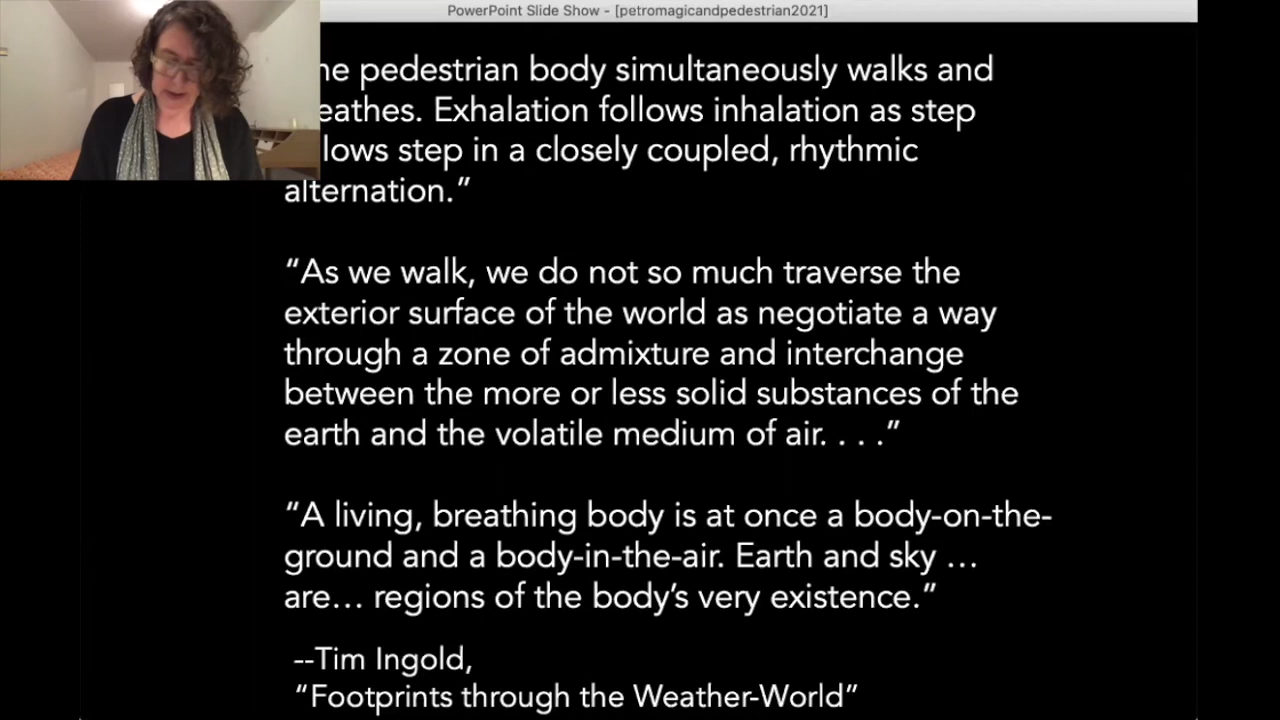 PowerPoint Slide Show - [petromagicandpedestrian2021]
pedestrian body simultaneously walks and
Exhalation follows inhalation as step
step in a closely coupled, rhythmic
alternation.”
“As we walk, we do not so much traverse the
exterior surface of the world as negotiate a way
through a zone of admixture and interchange
between the more or less solid substances of the
earth and the volatile medium of air. . . .”
“A living, breathing body is at once a body-on-the-
ground and a body-in-the-air. Earth and sky …
are… regions of the body’s very existence.”
--Tim Ingold,
“Footprints through the Weather-World”